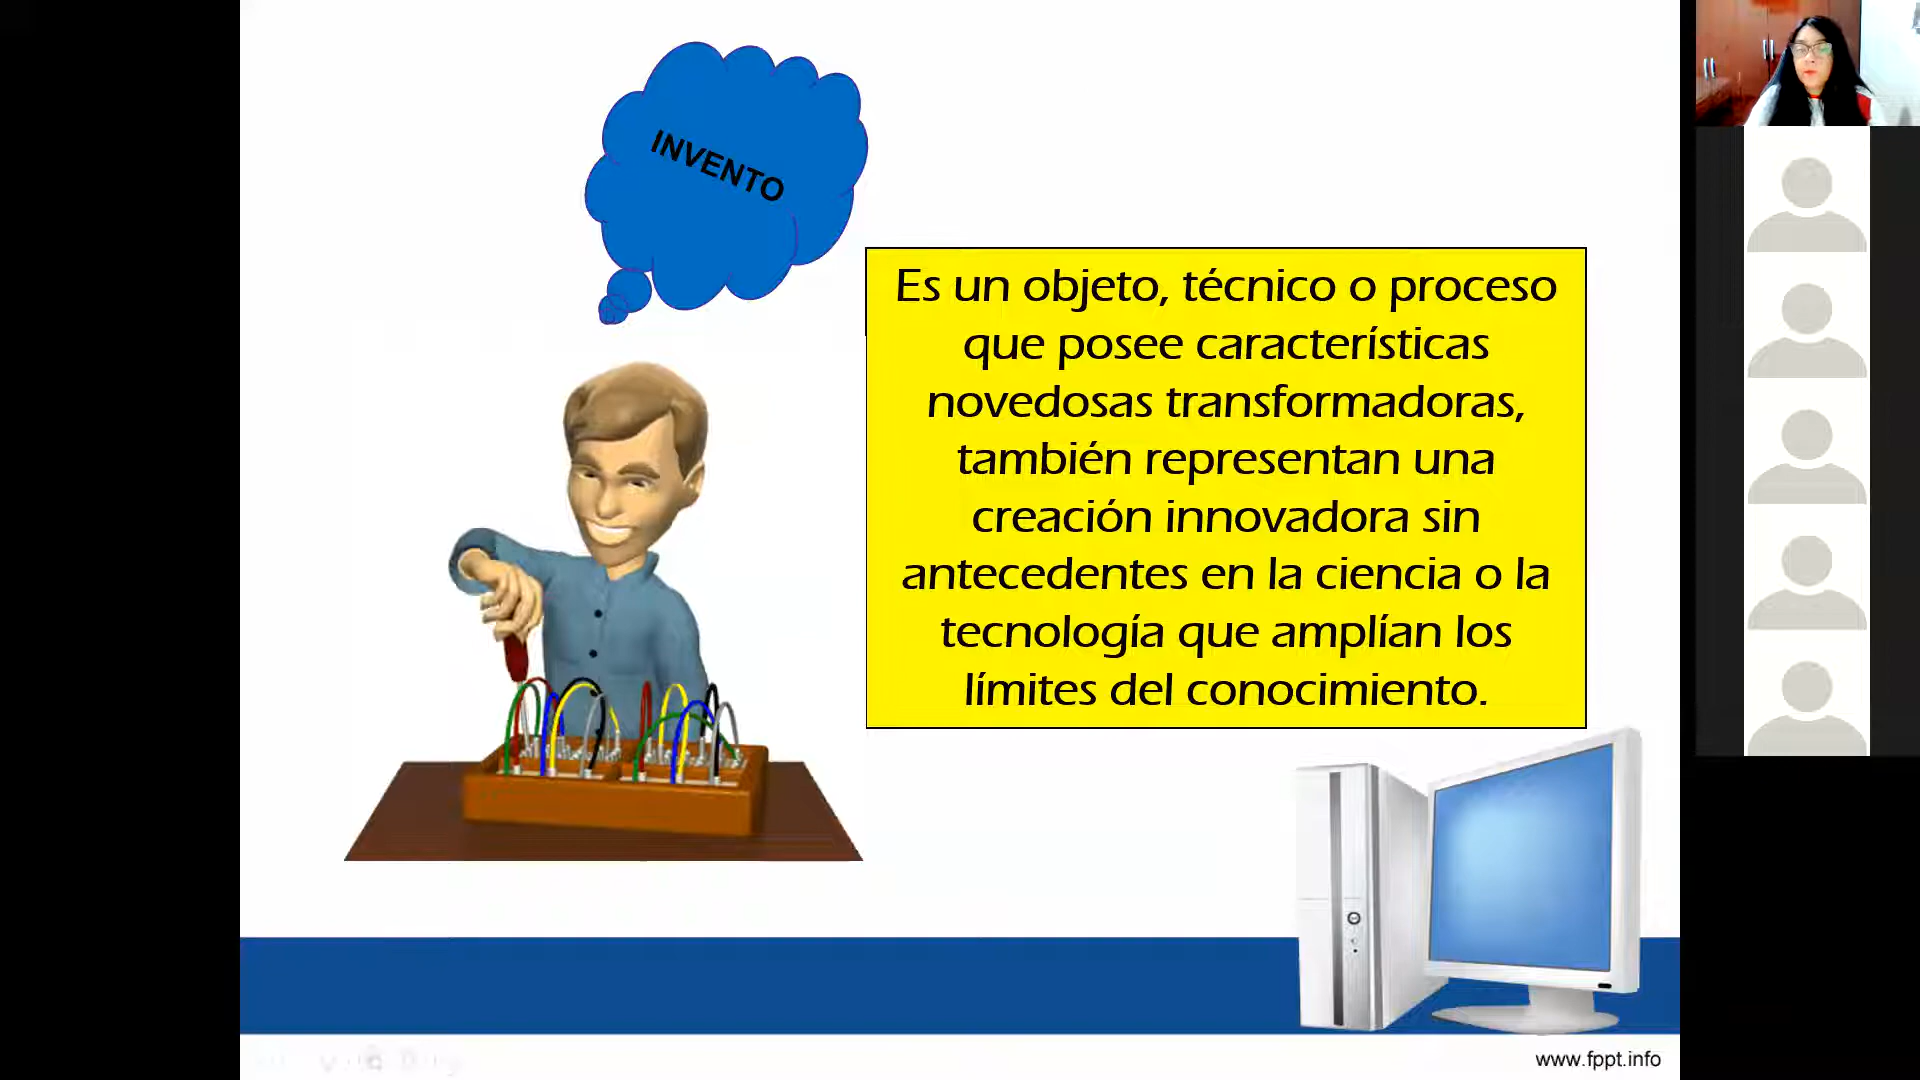 INVENTO
Es un objeto, técnico o proceso
que posee características
novedosas transformadoras,
también representan una
creación innovadora sin
antecedentes en la ciencia o la
tecnología que amplían los
límites del conocimiento.
www.fppt.info